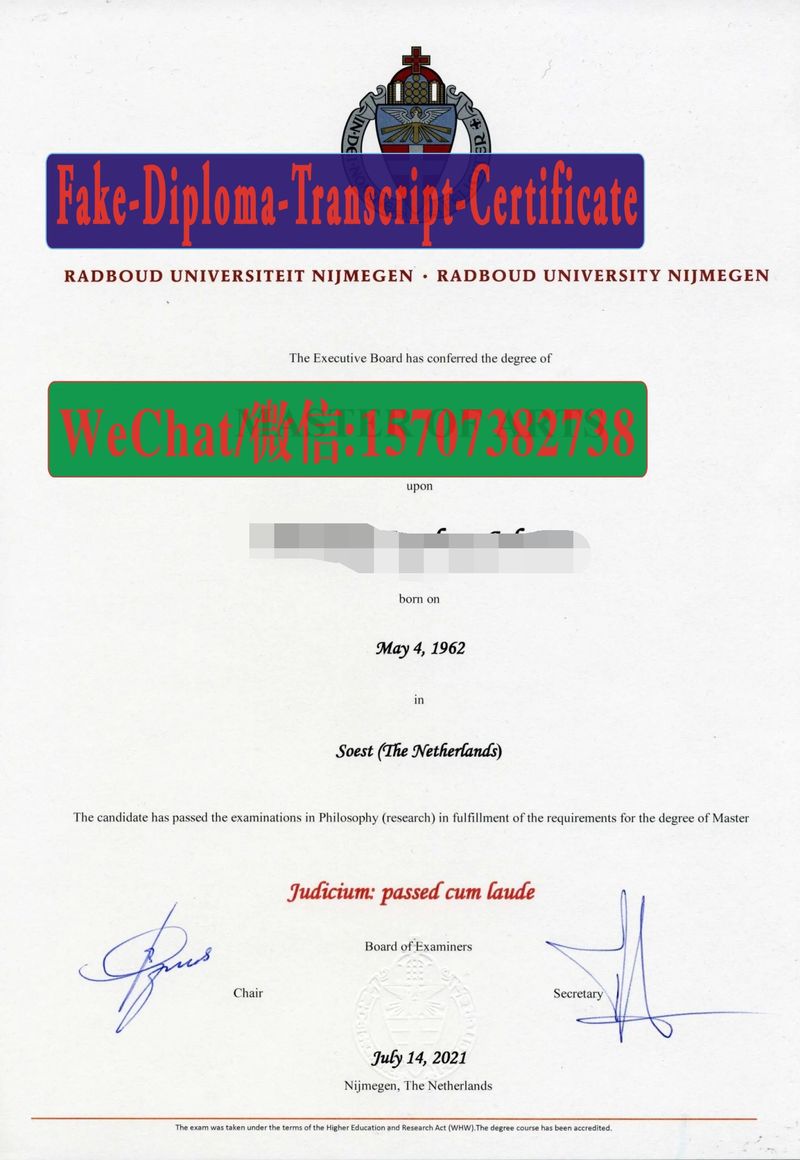 Fake-Diploma-Transcript-Certificate
RADBOUD UNIVERSITEIT NIJMEGEN · RADBOUD UNIVERSITY NIJMEGEN
The Executive Board has conferred the degree of
MASTER OF ARTS
WeChat/微信:15707382738
upon
born on
May 4, 1962
in
Soest (The Netherlands)
The candidate has passed the examinations in Philosophy (research) in fulfillment of the requirements for the degree of Master
Judicium: passed cum laude
Board of Examiners
Chair
Secretary
July 14, 2021
Nijmegen, The Netherlands
The exam was taken under the terms of the Higher Education and Research Act (WHW).The degree course has been accredited.